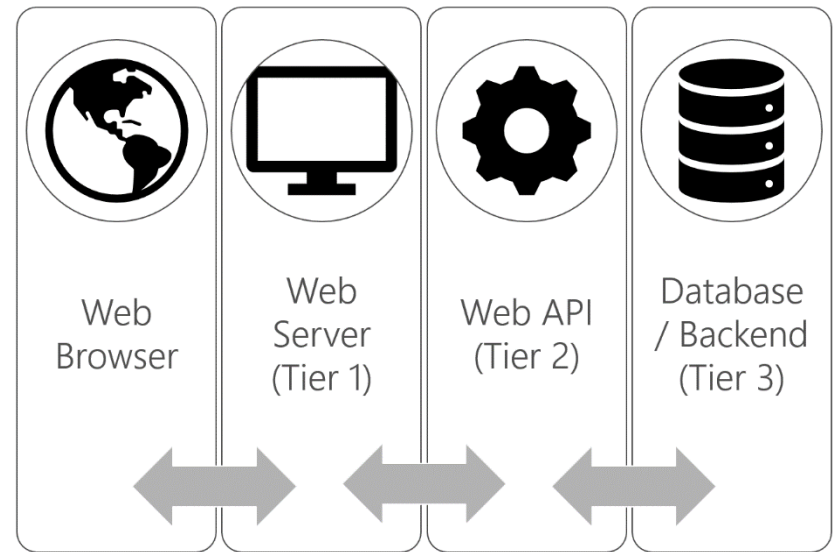 Web
Browser
Web
Server
(Tier 1)
Web API
(Tier 2)
Database
/ Backend
(Tier 3)